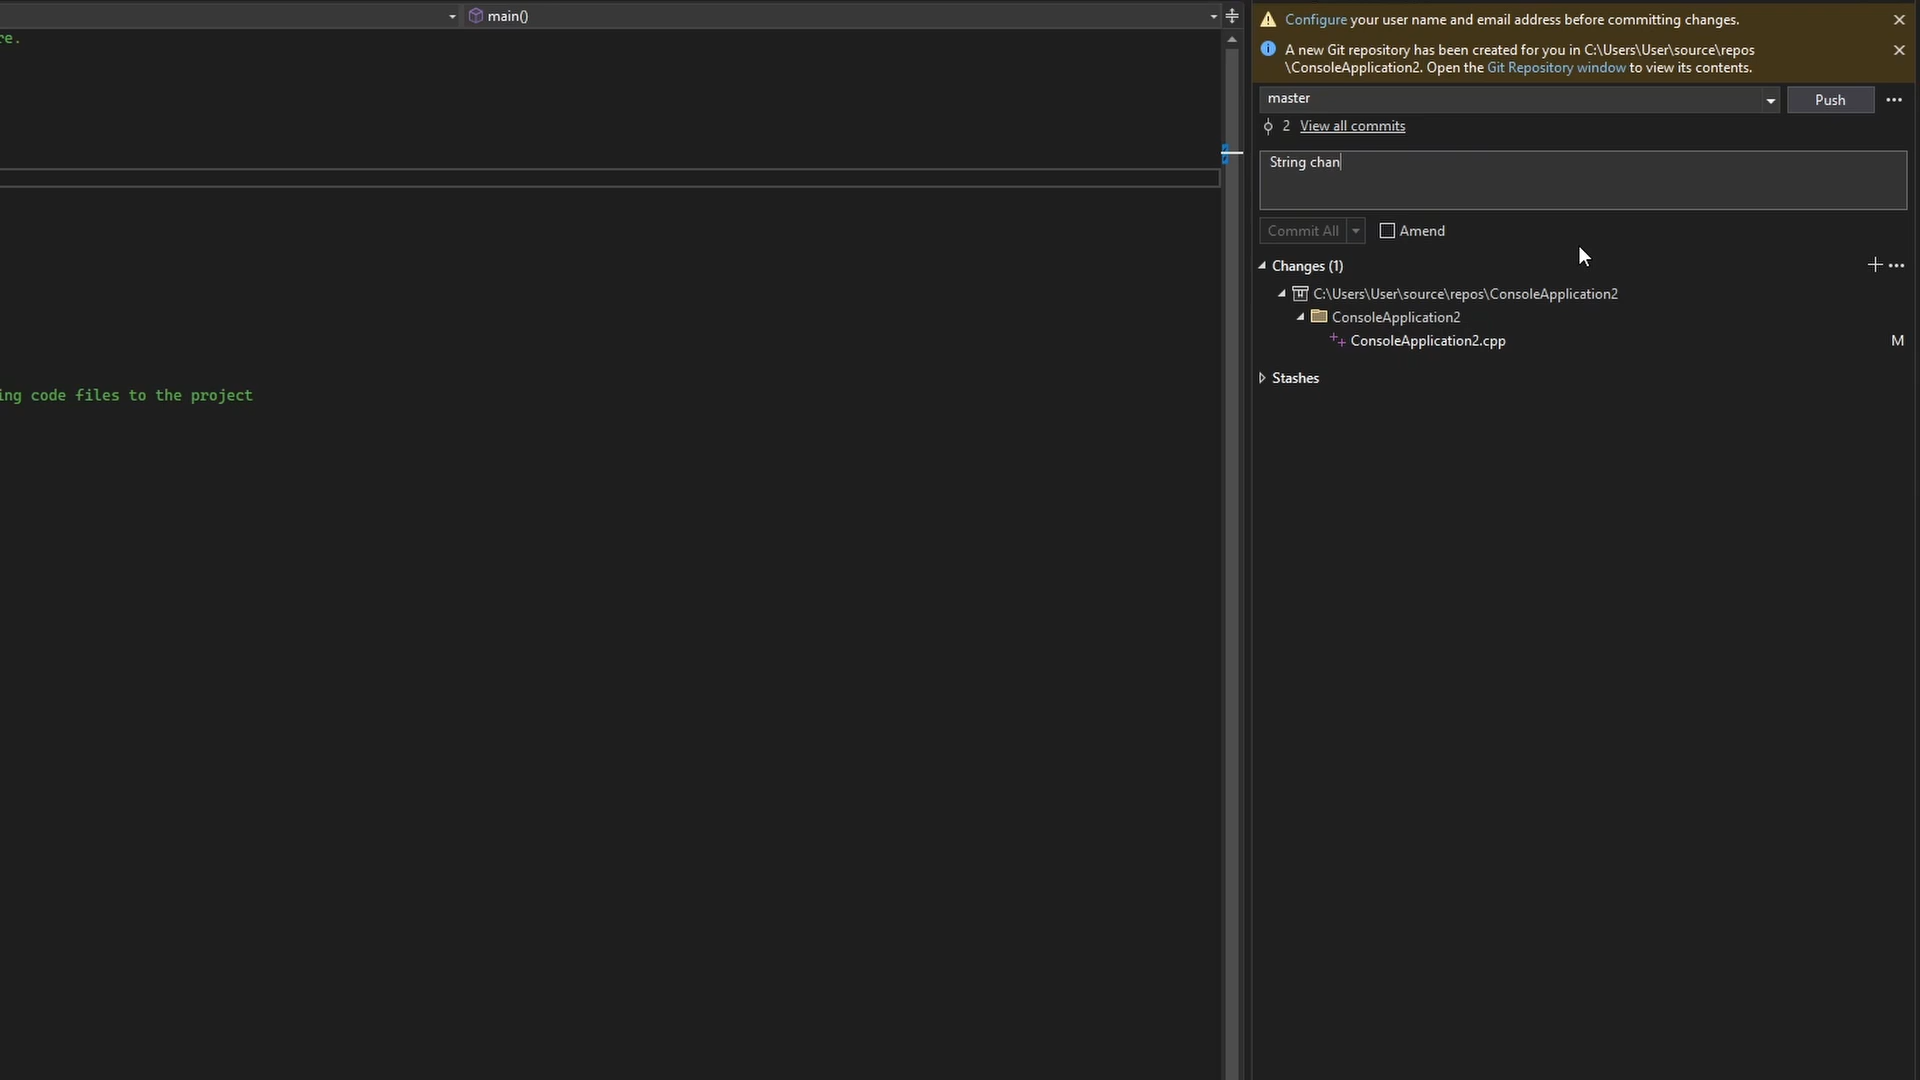 main()
re.
ing code files to the project
Configure your user name and email address before committing changes.
A new Git repository has been created for you in C:\Users\User\source\repos
\ConsoleApplication2. Open the Git Repository window to view its contents.
master
Push
2 View all commits
String chan
Commit All
Amend
Changes (1)
C:\Users\User\source\repos\ConsoleApplication2
ConsoleApplication2
ConsoleApplication2.cpp M
Stashes